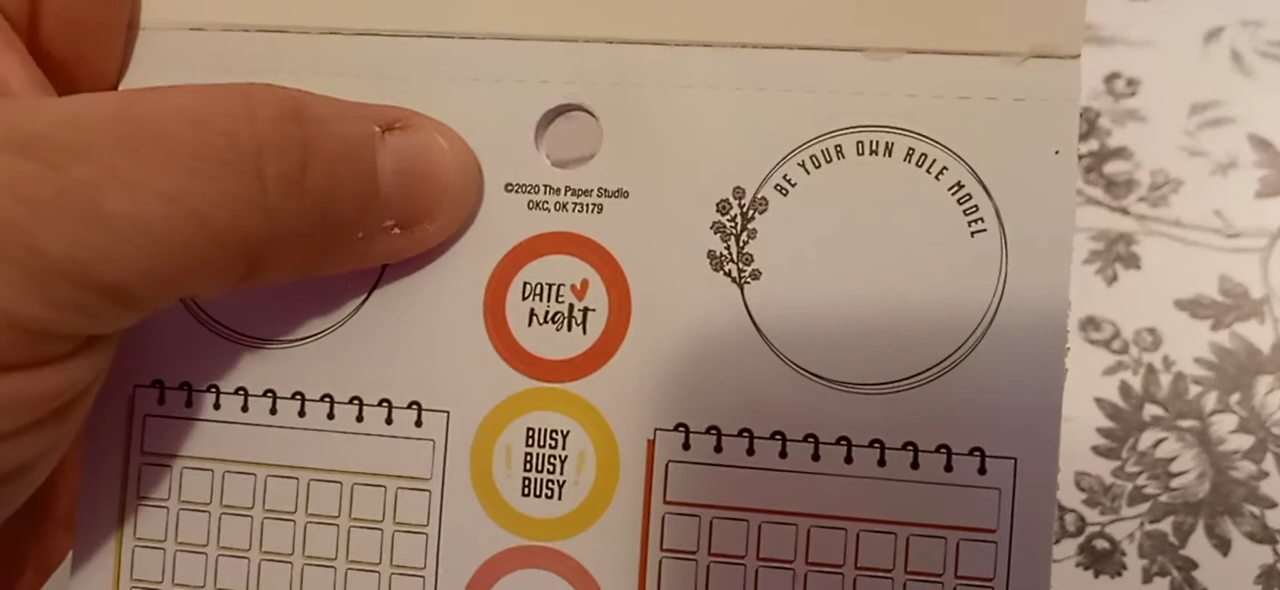 ©2020 The Paper Studio
OKC, OK 73179
BE YOUR OWN ROLE MODEL
DATE
night
BUSY
BUSY
BUSY